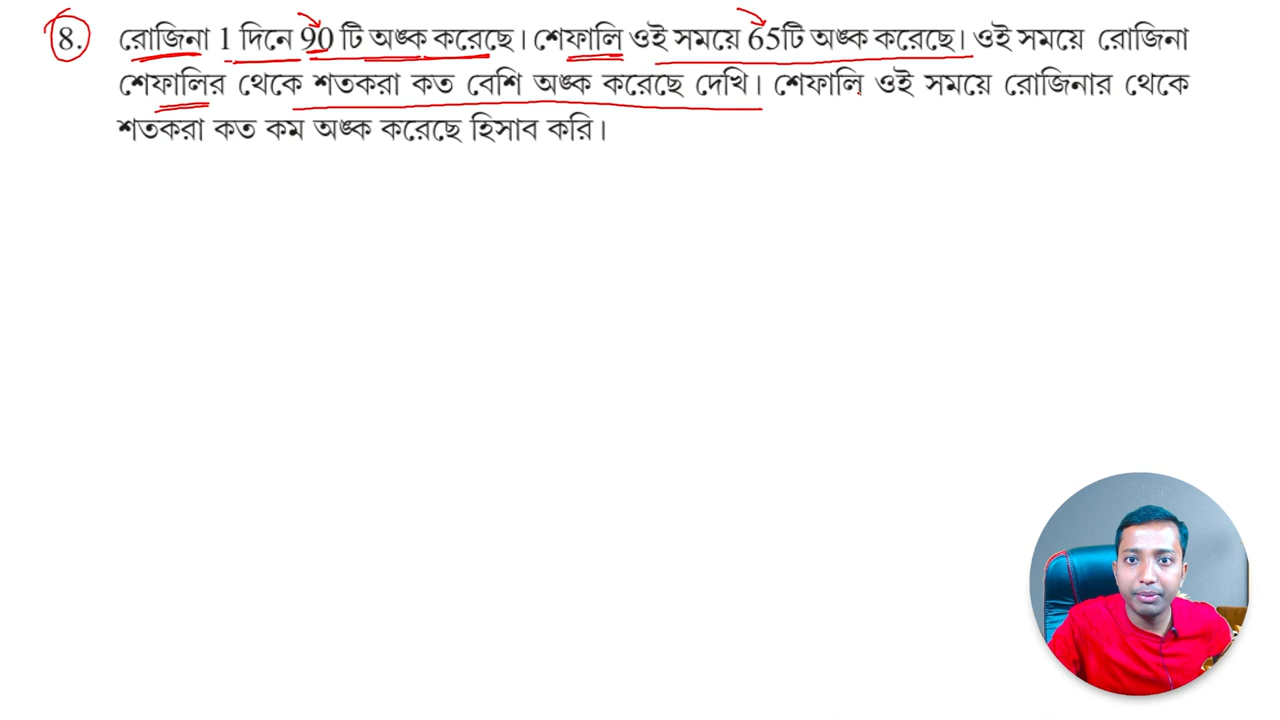 8. রোজিনা 1 দিনে 90 টি অঙ্ক করেছে। শেফালি ওই সময়ে 65টি অঙ্ক করেছে। ওই সময়ে রোজিনা
শেফালির থেকে শতকরা কত বেশি অঙ্ক করেছে দেখি। শেফালি ওই সময়ে রোজিনার থেকে
শতকরা কত কম অঙ্ক করেছে হিসাব করি।